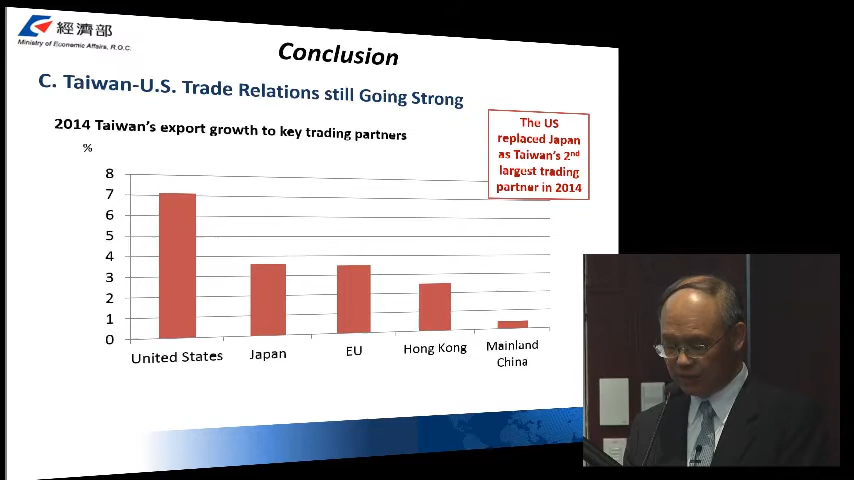 經濟部
Ministry of Economic Affairs, R.O.C.
Conclusion
C. Taiwan-U.S. Trade Relations still Going Strong
The US
replaced Japan
as Taiwan's 2nd
largest trading
partner in 2014
2014 Taiwan's export growth to key trading partners
%
8
7
6
5
4
3
2
1
0
United States
Japan
EU
Hong Kong
Mainland
China